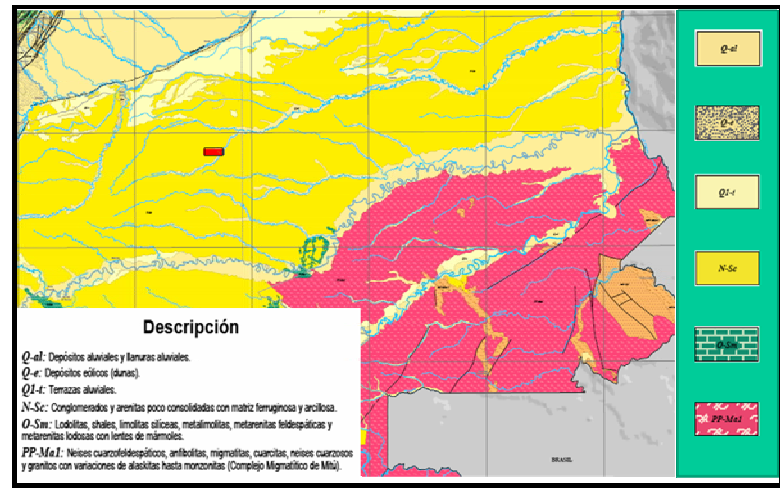 Q-al
Q-e
Q1-t
N-Sc
O-Sm
PP-Ma1
BRASIL
Descripción
Q-al: Depósitos aluviales y llanuras aluviales.
Q-e: Depósitos eólicos (dunas).
Q1-t: Terrazas aluviales.
N-Sc: Conglomerados y arenitas poco consolidadas con matriz ferruginosa y arcillosa.
O-Sm: Lodolitas, shales, limolitas silíceas, metalimolitas, metarenitas feldespáticas y
metarenitas lodosas con lentes de mármoles.
PP-Ma1: Neises cuarzofeldespáticos, anfibolitas, migmatitas, cuarcitas, neises cuarzosos
y granitos con variaciones de alaskitas hasta monzonitas (Complejo Migmatítico de Mitú).